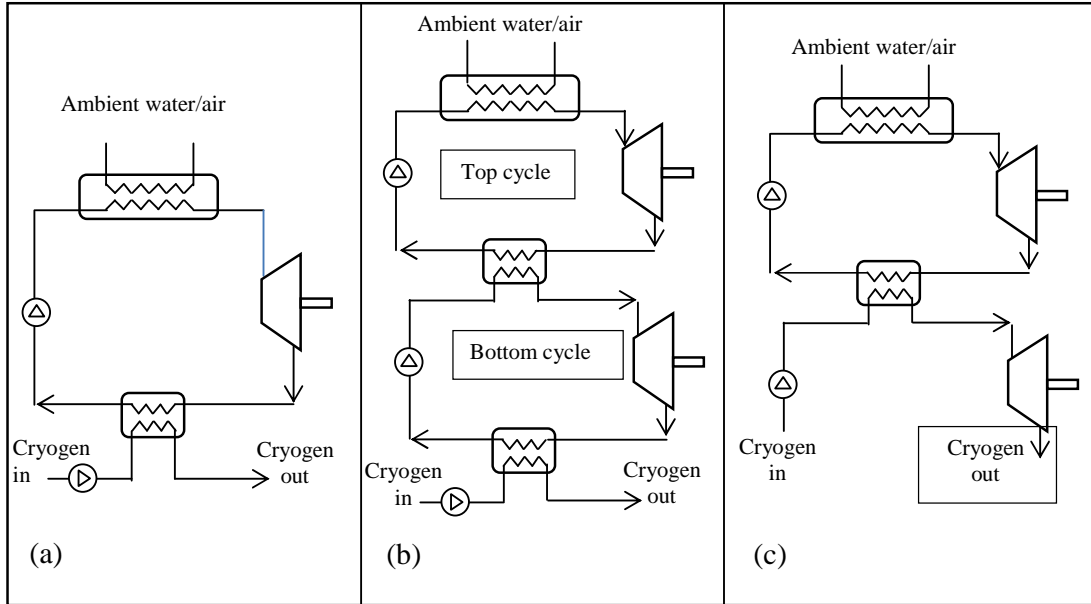 Ambient water/air
Cryogen
in
Cryogen
out
(a)
Ambient water/air
Top cycle
Bottom cycle
Cryogen
in
Cryogen
out
(b)
Ambient water/air
Cryogen
in
Cryogen
out
(c)